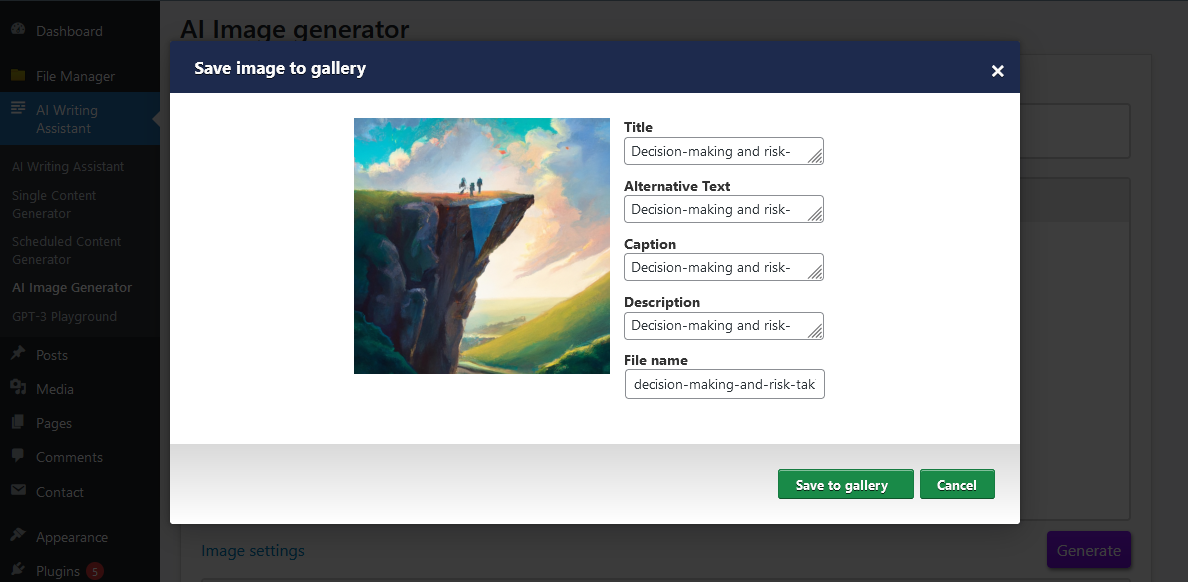 Dashboard
File Manager
AI Writing
Assistant
AI Writing Assistant
Single Content
Generator
Scheduled Content
Generator
AI Image Generator
GPT-3 Playground
Posts
Media
Pages
Comments
Contact
Appearance
Plugins 5
AI Image generator
Save image to gallery
×
Title
Decision-making and risk-
Alternative Text
Decision-making and risk-
Caption
Decision-making and risk-
Description
Decision-making and risk-
File name
decision-making-and-risk-tak
Save to gallery
Cancel
Image settings
Generate